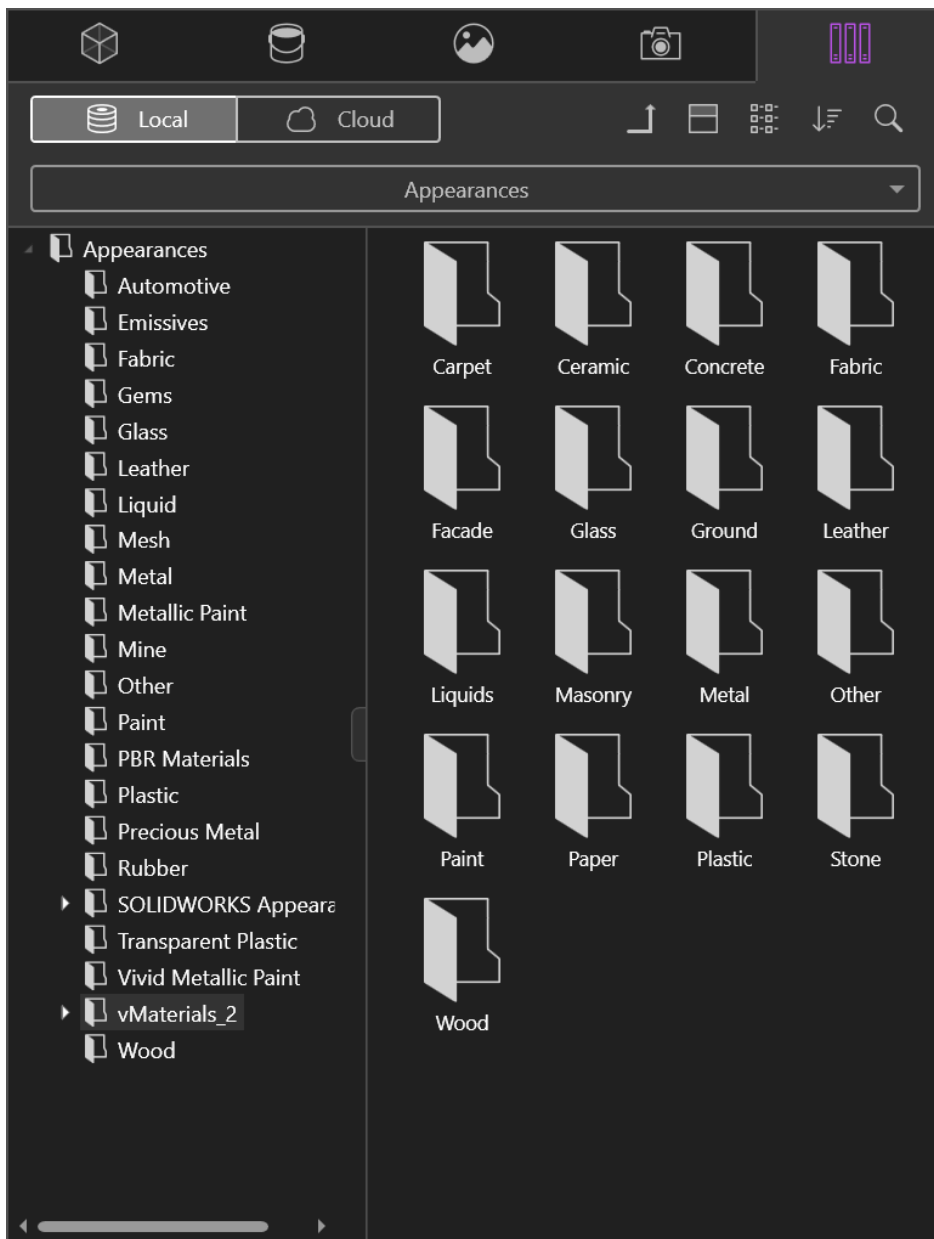 Local Cloud
Appearances
Appearances
Automotive
Emissives
Fabric
Gems
Glass
Leather
Liquid
Mesh
Metal
Metallic Paint
Mine
Other
Paint
PBR Materials
Plastic
Precious Metal
Rubber
SOLIDWORKS Appeara
Transparent Plastic
Vivid Metallic Paint
vMaterials_2
Wood
Carpet Ceramic Concrete Fabric
Facade Glass Ground Leather
Liquids Masonry Metal Other
Paint Paper Plastic Stone
Wood